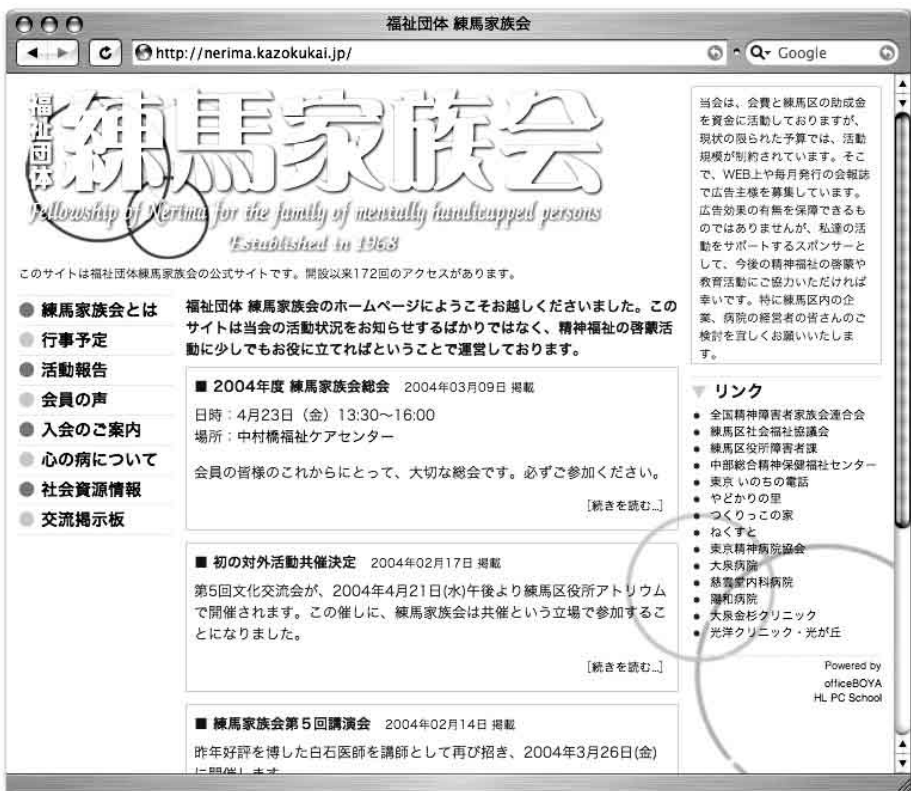 福祉団体 練馬家族会
http://nerima.kazokukai.jp/
Google
福祉団体
練馬家族会
Fellowship of Nerima for the family of mentally handicapped persons
Established in 1968
このサイトは福祉団体練馬家族会の公式サイトです。開設以来172回のアクセスがあります。
練馬家族会とは
行事予定
活動報告
会員の声
入会のご案内
心の病について
社会資源情報
交流掲示板
福祉団体 練馬家族会のホームページにようこそお越しくださいました。この
サイトは当会の活動状況をお知らせするばかりではなく、精神福祉の啓蒙活
動に少しでもお役に立てればということで運営しております。
■ 2004年度 練馬家族会総会 2004年03月09日 掲載
日時：4月23日（金）13:30〜16:00
場所：中村橋福祉ケアセンター
会員の皆様のこれからにとって、大切な総会です。必ずご参加ください。
[続きを読む...]
■ 初の対外活動共催決定 2004年02月17日 掲載
第5回文化交流会が、2004年4月21日(水)午後より練馬区役所アトリウム
で開催されます。この催しに、練馬家族会は共催という立場で参加するこ
とになりました。
[続きを読む...]
■ 練馬家族会第５回講演会 2004年02月14日 掲載
昨年好評を博した白石医師を講師として再び招き、2004年3月26日(金)
に開催します。
当会は、会費と練馬区の助成金
を資金に活動しておりますが、
現状の限られた予算では、活動
規模が制約されています。そこ
で、WEB上や毎月発行の会報誌
で広告主様を募集しています。
広告効果の有無を保障できるも
のではありませんが、私達の活
動をサポートするスポンサーと
して、今後の精神福祉の啓蒙や
教育活動にご協力いただければ
幸いです。特に練馬区内の企
業、病院の経営者の皆さんのご
検討を宜しくお願いいたしま
す。
▼ リンク
全国精神障害者家族会連合会
練馬区社会福祉協議会
練馬区役所障害者課
中部総合精神保健福祉センター
東京 いのちの電話
やどかりの里
つくりっこの家
ねくすと
東京精神病院協会
大泉病院
慈雲堂内科病院
陽和病院
大泉金杉クリニック
光洋クリニック・光が丘
Powered by
officeBOYA
HL PC School